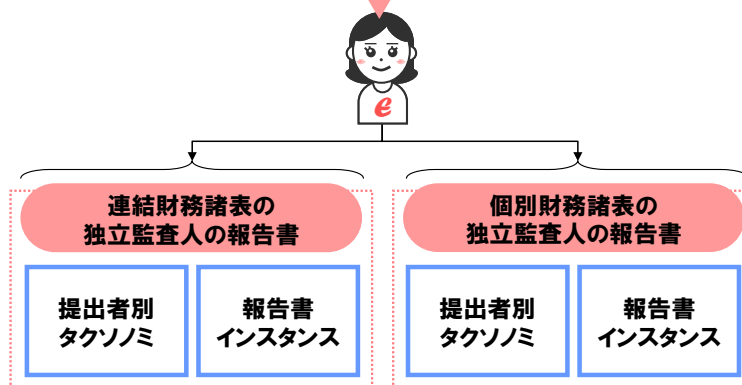 e
連結財務諸表の
独立監査人の報告書
提出者別
タクソノミ
報告書
インスタンス
個別財務諸表の
独立監査人の報告書
提出者別
タクソノミ
報告書
インスタンス